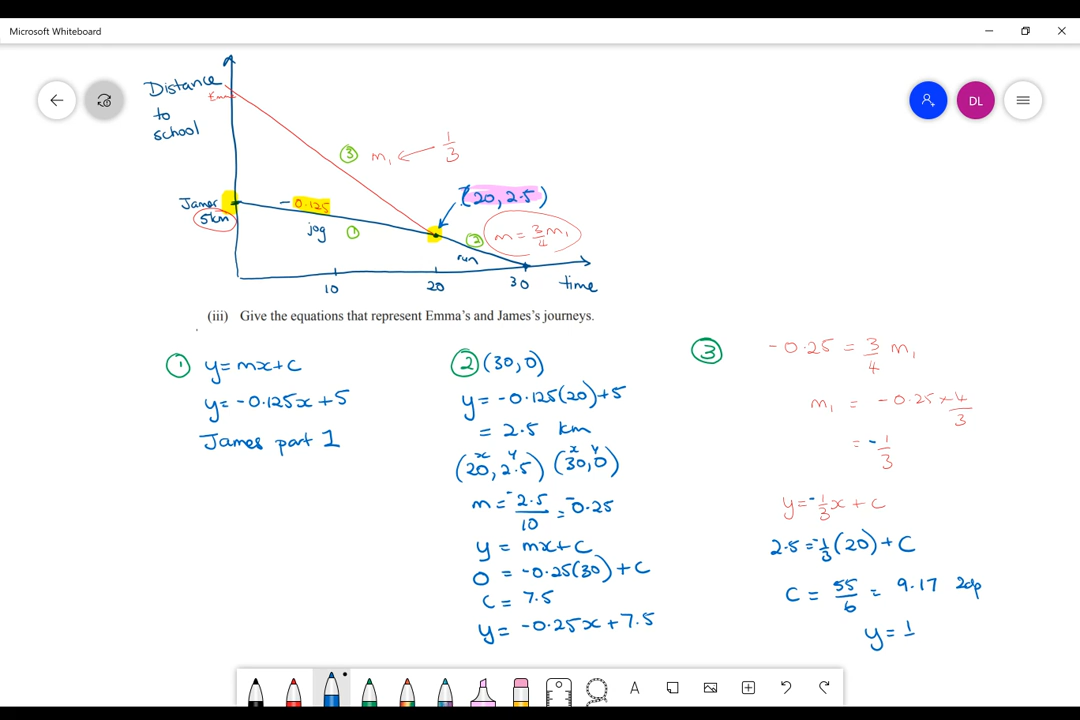 Microsoft Whiteboard
DL
Distance
to
school
Emma
③ m₁ ← 1/3
(20, 2.5)
James
5km
- 0.125
jog ①
② m = 3/4 m₁
run
10 20 30 time
(iii) Give the equations that represent Emma's and James's journeys.
① y = mx + c
y = -0.125x + 5
James part 1
② (30,0)
y = -0.125(20) + 5
= 2.5 km
x y x y
(20, 2.5) (30,0)
m = -2.5/10 = -0.25
y = mx + c
0 = -0.25(30) + c
c = 7.5
y = -0.25x + 7.5
③ -0.25 = 3/4 m₁
m₁ = -0.25 × 4/3
= -1/3
y = -1/3x + c
2.5 = -1/3(20) + c
c = 55/6 = 9.17 2dp
y = 1
A